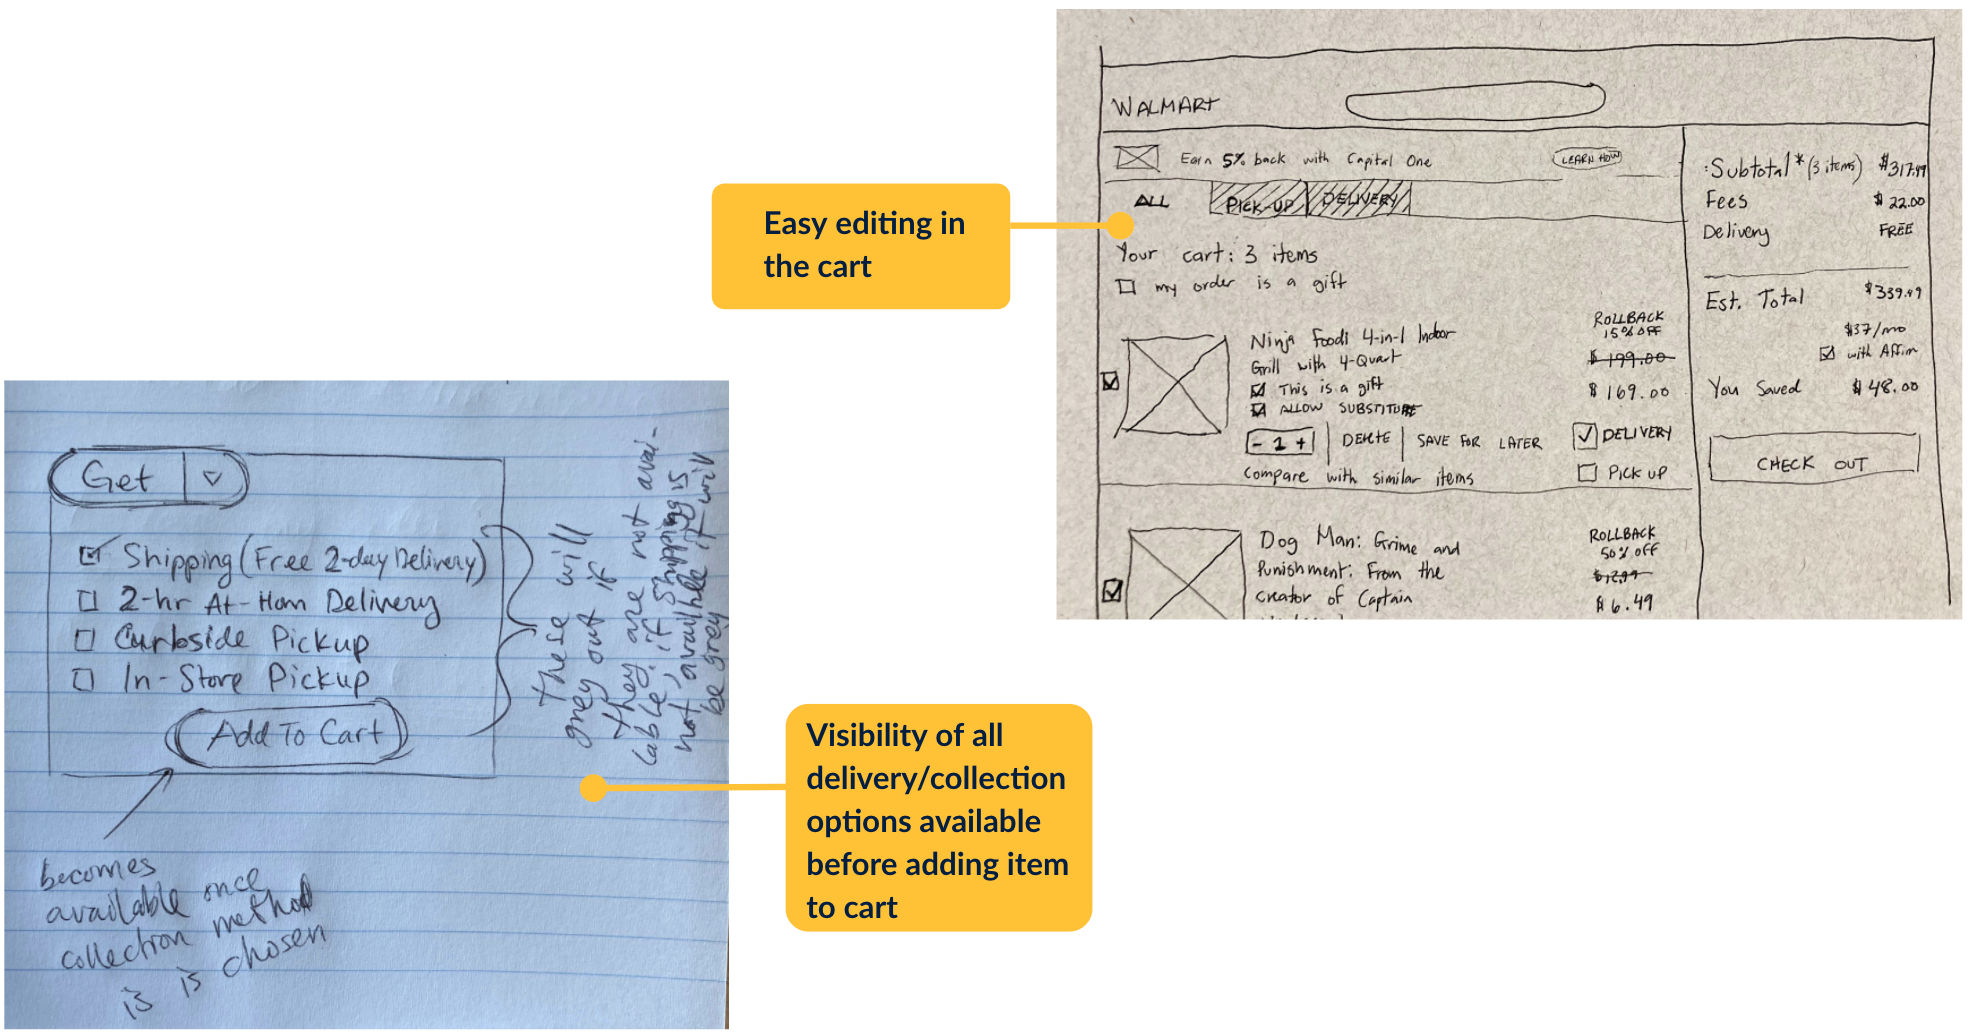 Easy editing in
the cart
WALMART
Earn 5% back with Capital One
LEARN HOW
ALL
PICK-UP
DELIVERY
Your cart: 3 items
my order is a gift
Ninja Foodi 4-in-1 Indoor
Grill with 4-Quart
This is a gift
ALLOW SUBSTITUTE
- 1 +
DELETE
SAVE FOR LATER
Compare with similar items
ROLLBACK
15% OFF
$ 199.00
$ 169.00
DELIVERY
PICK UP
Dog Man: Grime and
Punishment: From the
creator of Captain
ROLLBACK
50% OFF
$12.99
$ 6.49
Subtotal* (3 items) $317.49
Fees $ 22.00
Delivery FREE
Est. Total $339.49
$37/mo
with Affirm
You Saved $ 48.00
CHECK OUT
Get
Shipping (Free 2-day Delivery)
2-hr At-Hom Delivery
Curbside Pickup
In-Store Pickup
Add To Cart
These will
grey out if
they are not avai-
lable, if shipping is
not available it will
be grey
becomes
available once
collection method
is is chosen
Visibility of all
delivery/collection
options available
before adding item
to cart